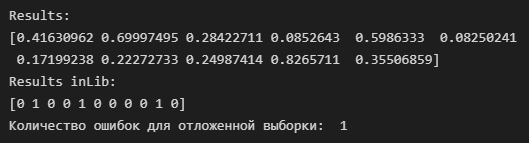 Results:
[0.41630962 0.69997495 0.28422711 0.0852643  0.5986333  0.08250241
 0.17199238 0.22272733 0.24987414 0.8265711  0.35506859]
Results inLib:
[0 1 0 0 1 0 0 0 0 1 0]
Количество ошибок для отложенной выборки:  1